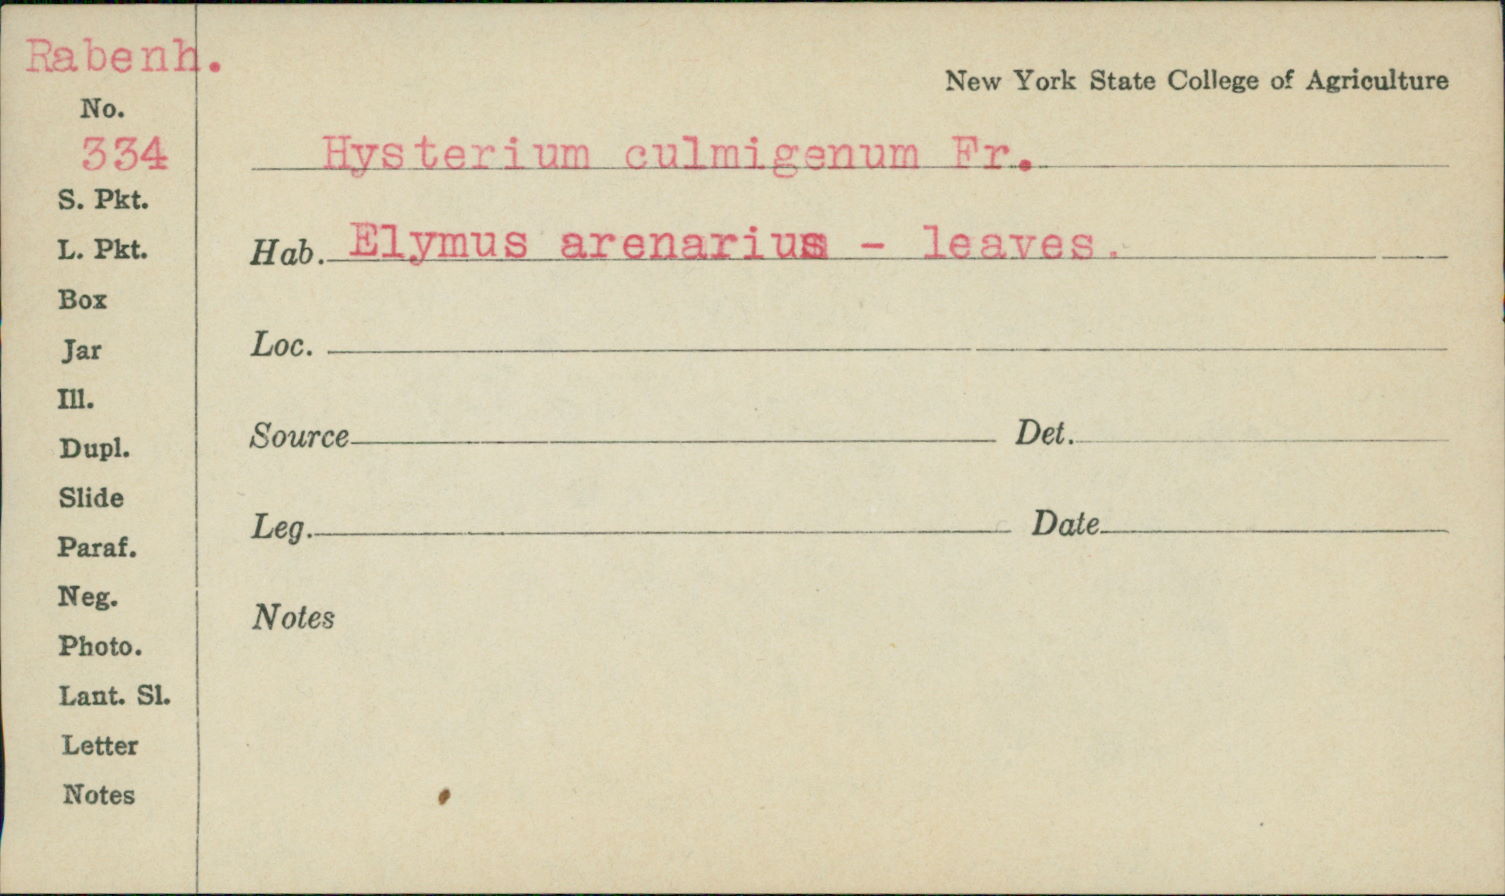 Rabenh.
New York State College of Agriculture
No.
334
Hysterium culmigenum Fr.
S. Pkt.
L. Pkt.
Hab. Elymus arenarius - leaves.
Box
Jar
Loc.
Ill.
Dupl.
Source Det.
Slide
Leg. Date
Paraf.
Neg.
Notes
Photo.
Lant. Sl.
Letter
Notes